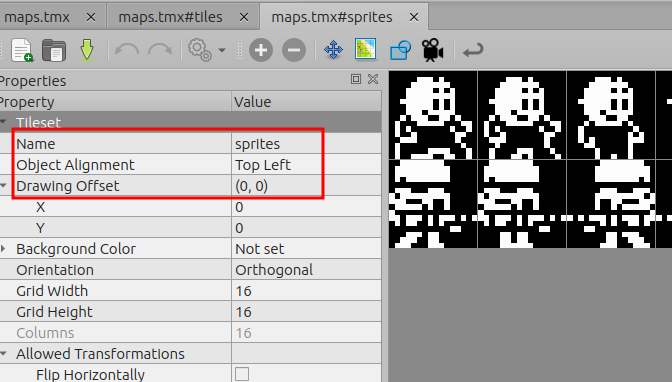 maps.tmx maps.tmx#tiles maps.tmx#sprites
Properties
Property Value
Tileset
Name sprites
Object Alignment Top Left
Drawing Offset (0, 0)
X 0
Y 0
Background Color Not set
Orientation Orthogonal
Grid Width 16
Grid Height 16
Columns 16
Allowed Transformations
Flip Horizontally